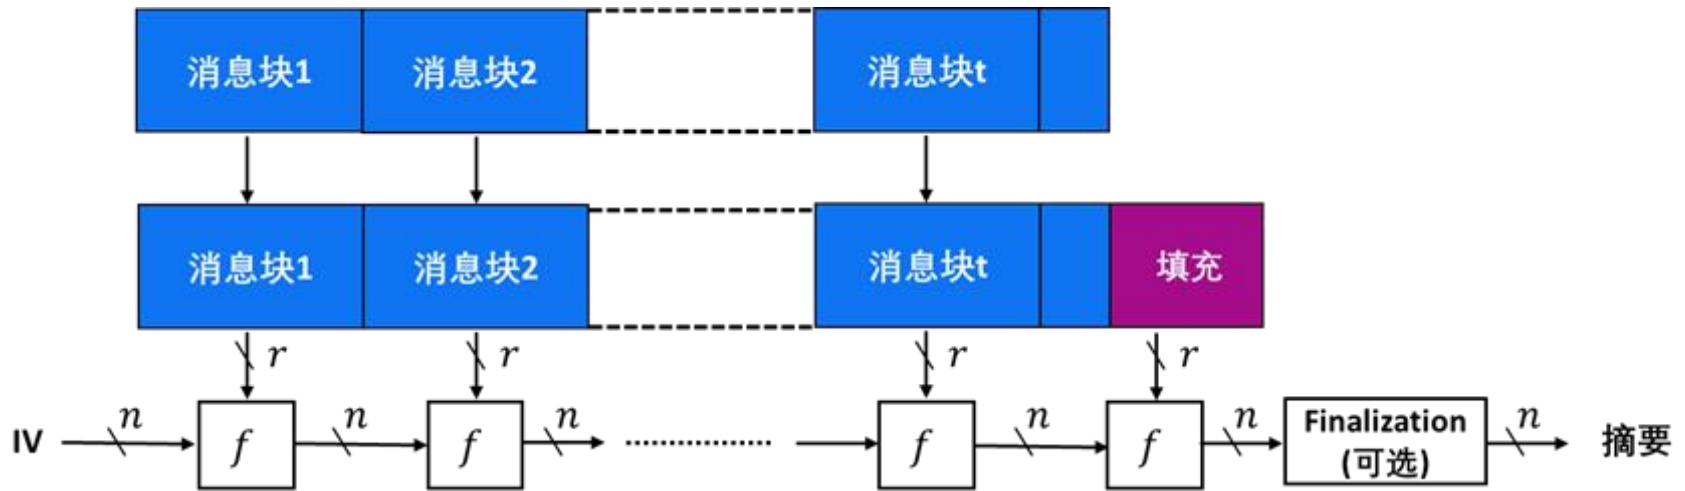 消息块1 消息块2 消息块t
消息块1 消息块2 消息块t 填充
r r r r
n n n n n n
IV f f f f Finalization
(可选) 摘要